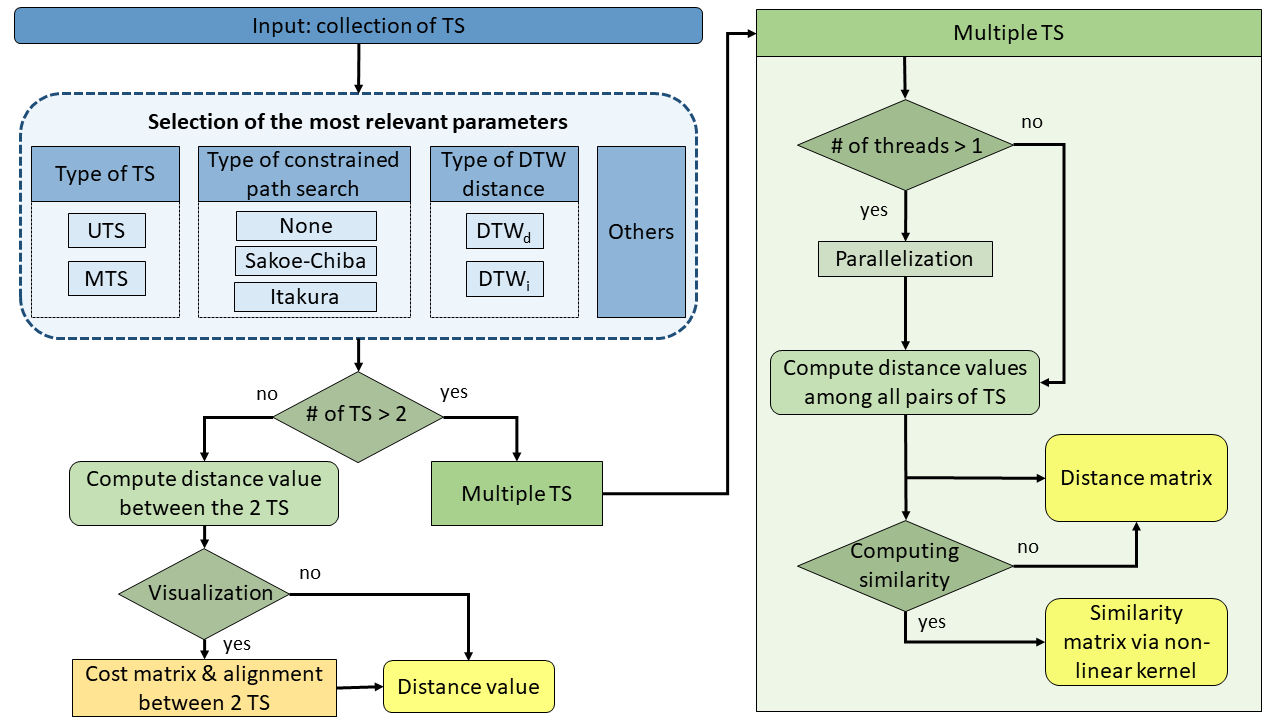 Input: collection of TS
Selection of the most relevant parameters
Type of TS
UTS
MTS
Type of constrained
path search
None
Sakoe-Chiba
Itakura
Type of DTW
distance
DTWd
DTWi
Others
# of TS > 2
no
yes
Compute distance value
between the 2 TS
Multiple TS
Visualization
no
yes
Cost matrix & alignment
between 2 TS
Distance value
Multiple TS
# of threads > 1
no
yes
Parallelization
Compute distance values
among all pairs of TS
Distance matrix
Computing
similarity
no
yes
Similarity
matrix via non-
linear kernel